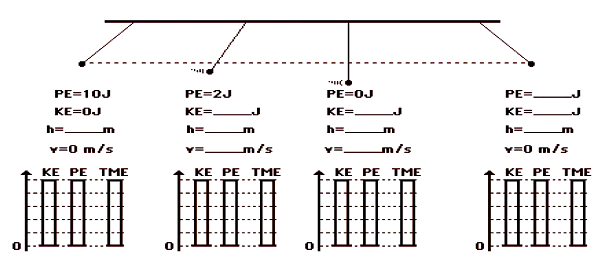 PE=10J
KE=0J
h=_____m
v=0 m/s
PE=2J
KE=_____J
h=_____m
v=_____m/s
PE=0J
KE=_____J
h=_____m
v=_____m/s
PE=_____J
KE=_____J
h=_____m
v=0 m/s
KE PE TME
0
KE PE TME
0
KE PE TME
0
KE PE TME
0